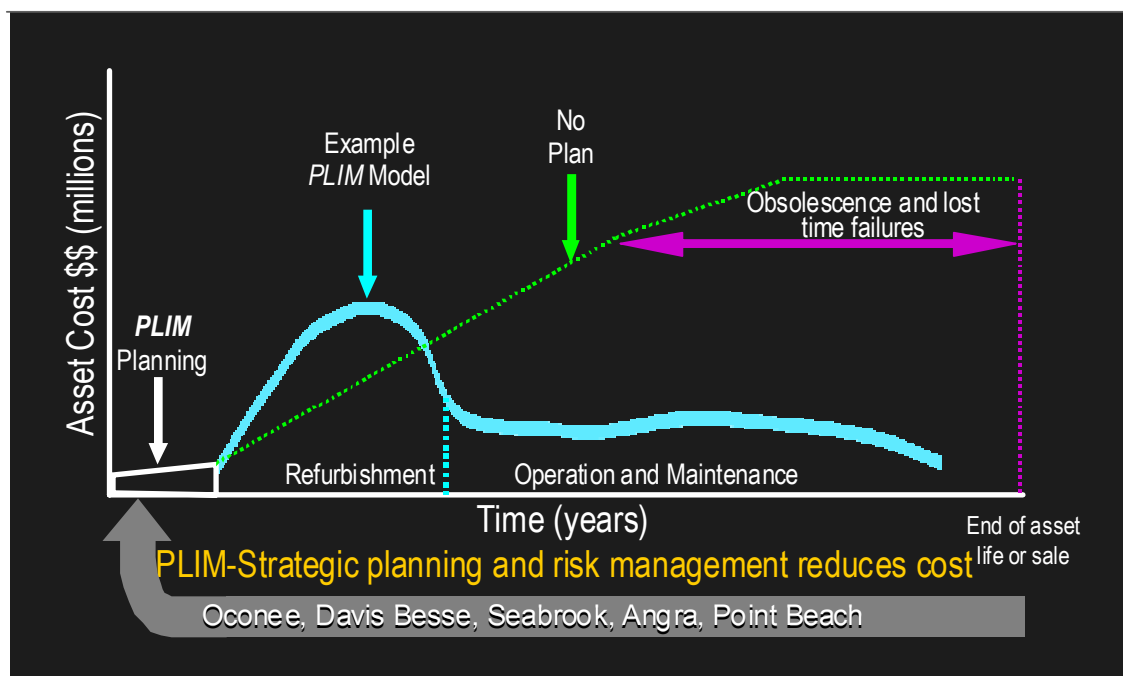 Asset Cost $$ (millions)
PLIM
Planning
Example
PLIM Model
No
Plan
Obsolescence and lost
time failures
Refurbishment
Operation and Maintenance
Time (years)
End of asset
life or sale
PLIM-Strategic planning and risk management reduces cost
Oconee, Davis Besse, Seabrook, Angra, Point Beach